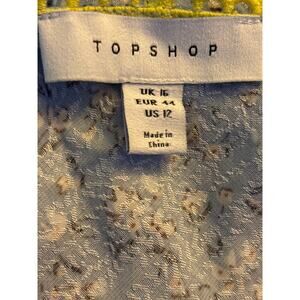 TOPSHOP
UK 16
EUR 44
US 12
Made in
China